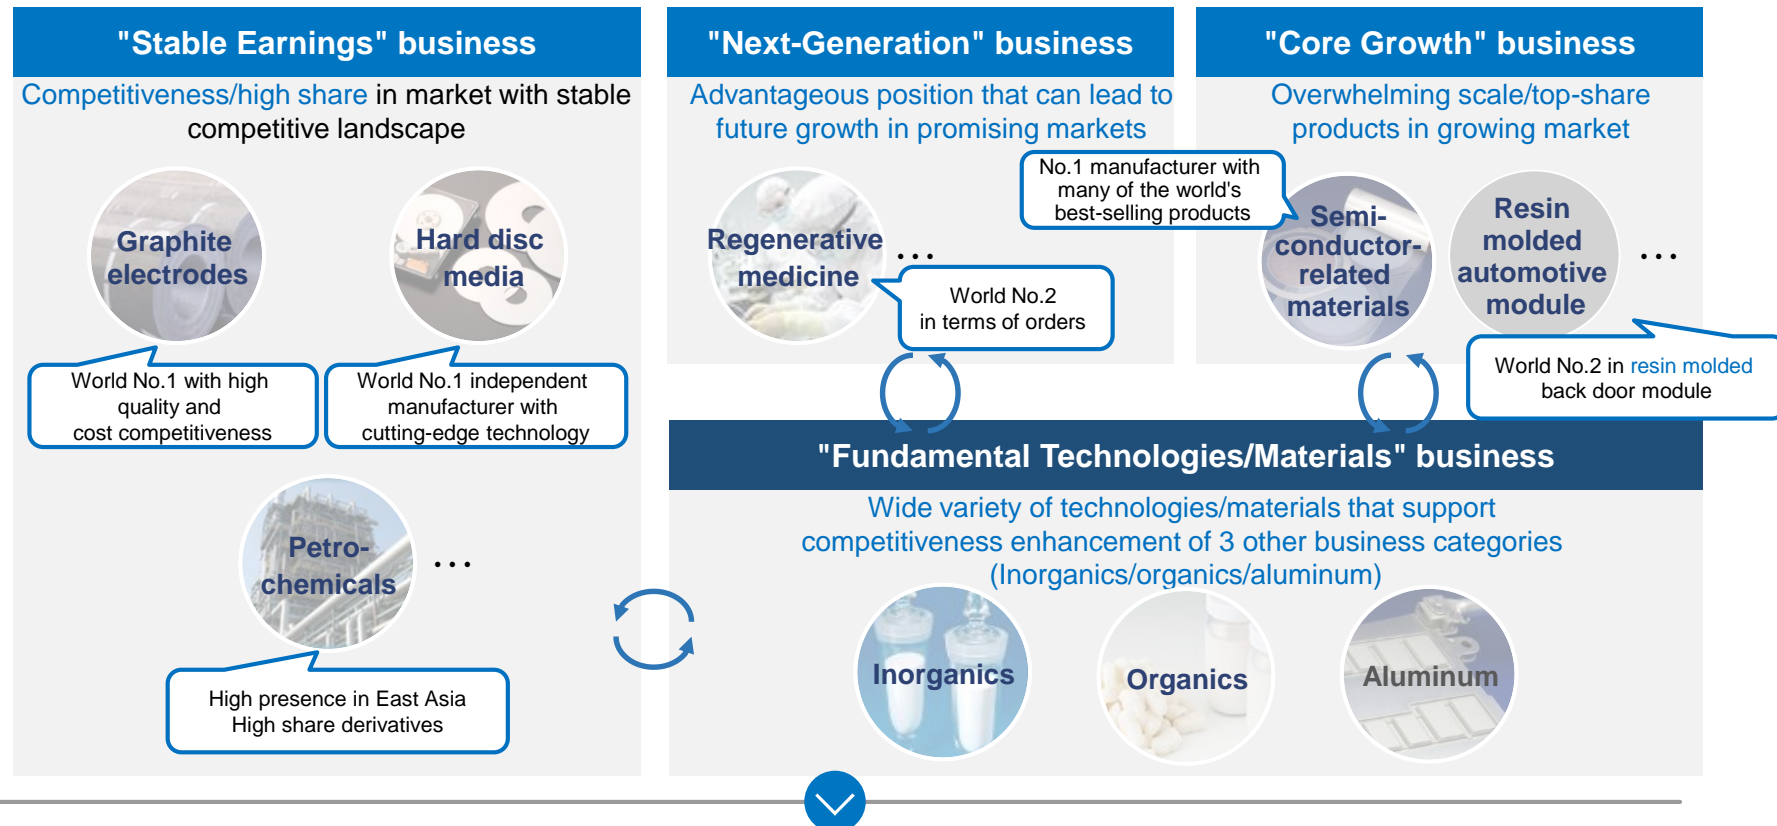 "Stable Earnings" business
Competitiveness/high share in market with stable
competitive landscape
Graphite
electrodes
Hard disc
media
World No.1 with high
quality and
cost competitiveness
World No.1 independent
manufacturer with
cutting-edge technology
Petro-
chemicals
...
High presence in East Asia
High share derivatives
"Next-Generation" business
Advantageous position that can lead to
future growth in promising markets
Regenerative
medicine
...
World No.2
in terms of orders
"Core Growth" business
Overwhelming scale/top-share
products in growing market
No.1 manufacturer with
many of the world's
best-selling products
Semi-
conductor-
related
materials
Resin
molded
automotive
module
...
World No.2 in resin molded
back door module
"Fundamental Technologies/Materials" business
Wide variety of technologies/materials that support
competitiveness enhancement of 3 other business categories
(Inorganics/organics/aluminum)
Inorganics
Organics
Aluminum